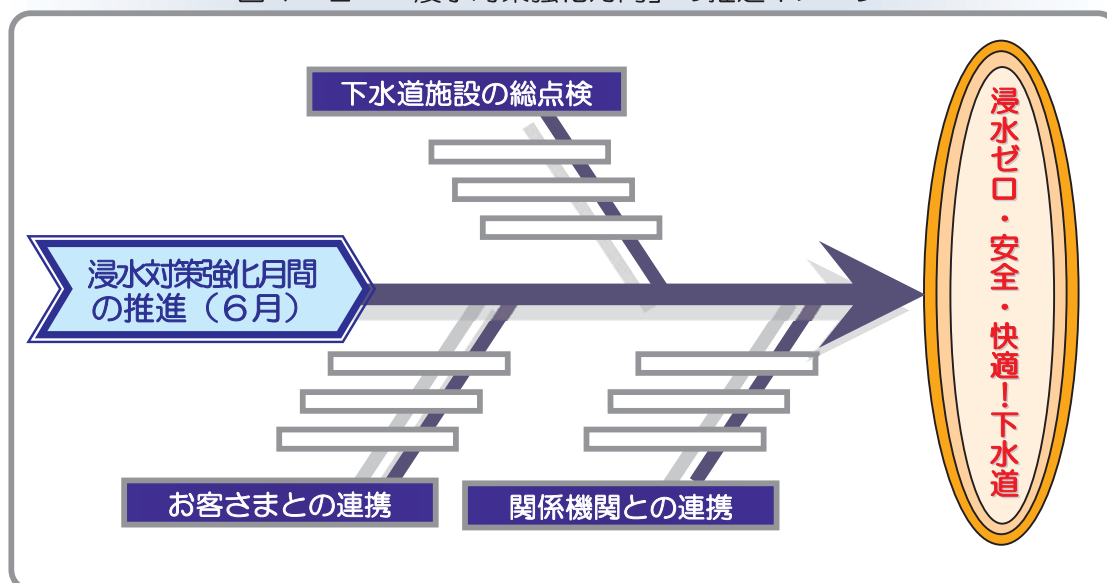 下水道施設の総点検
浸水対策強化月間
の推進（６月）
浸水ゼロ・安全・快適！下水道
お客さまとの連携
関係機関との連携